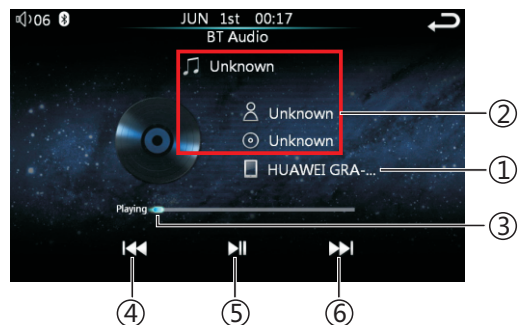 06 JUN 1st 00:17
BT Audio
Unknown
Unknown ②
Unknown
HUAWEI GRA-... ①
Playing ③
④ ⑤ ⑥